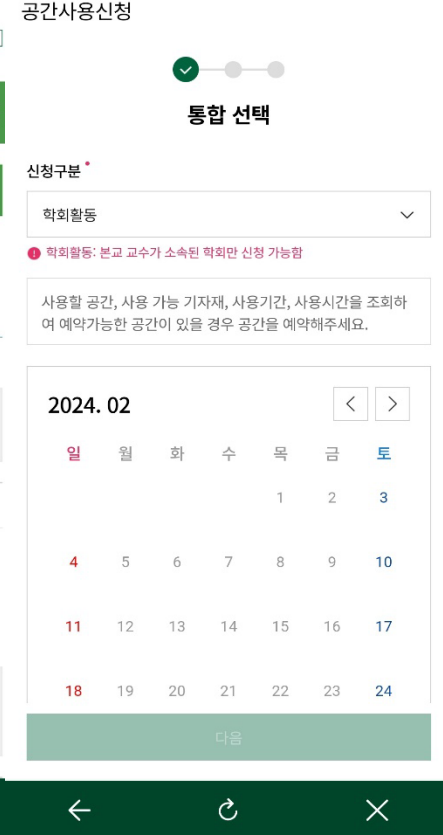 공간사용신청
통합 선택
신청구분
학회활동
학회활동: 본교 교수가 소속된 학회만 신청 가능함
사용할 공간, 사용 가능 기자재, 사용기간, 사용시간을 조회하
여 예약가능한 공간이 있을 경우 공간을 예약해주세요.
2024. 02
일 월 화 수 목 금 토
1 2 3
4 5 6 7 8 9 10
11 12 13 14 15 16 17
18 19 20 21 22 23 24
다음